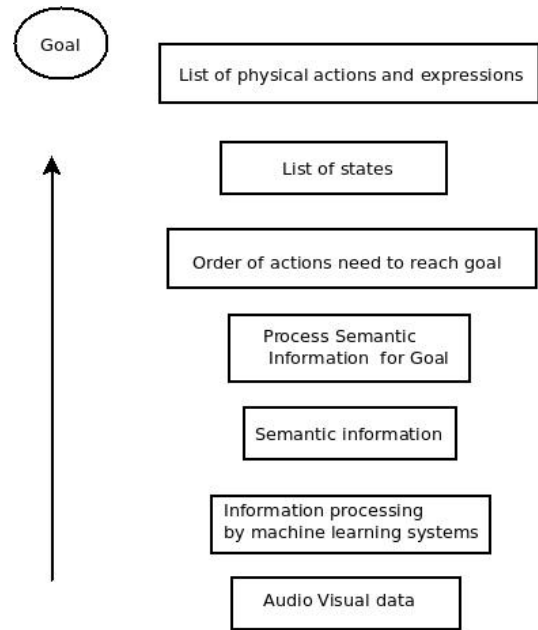 Goal
List of physical actions and expressions
List of states
Order of actions need to reach goal
Process Semantic
Information for Goal
Semantic information
Information processing
by machine learning systems
Audio Visual data